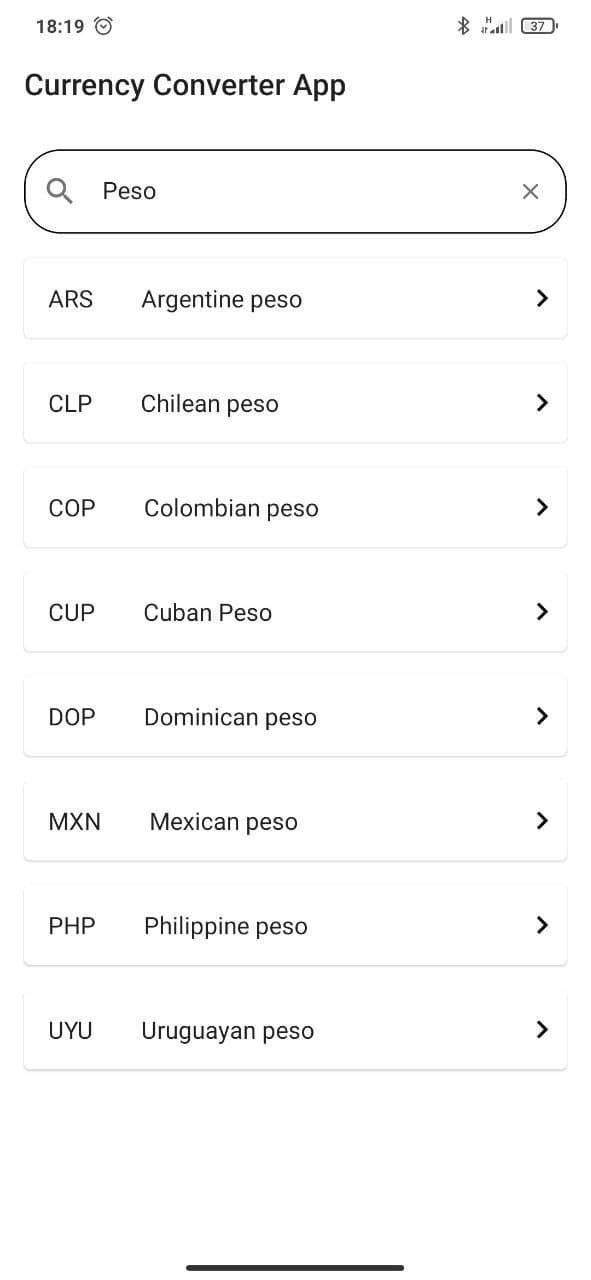 18:19 H 37
Currency Converter App
Peso
ARS Argentine peso
CLP Chilean peso
COP Colombian peso
CUP Cuban Peso
DOP Dominican peso
MXN Mexican peso
PHP Philippine peso
UYU Uruguayan peso